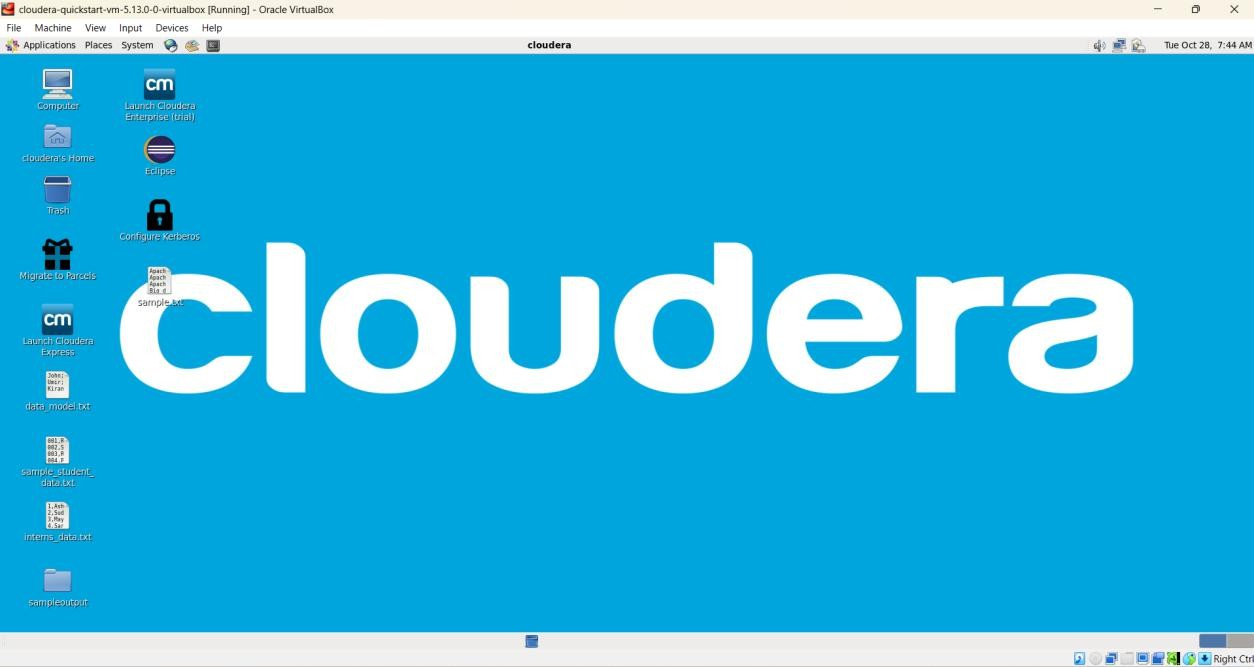 cloudera-quickstart-vm-5.13.0-0-virtualbox [Running] - Oracle VirtualBox
File Machine View Input Devices Help
Applications Places System cloudera Tue Oct 28, 7:44 AM
Computer
Launch Cloudera
Enterprise (trial)
cloudera's Home
Eclipse
Trash
Configure Kerberos
Migrate to Parcels
Apach
Apach
Apach
sample.txt
cloudera
cm
cm
Launch Cloudera
Express
John;
Umir;
Kiran
data_model.txt
001,R
002,S
003,R
004,F
sample_student_
data.txt
1,Ash
2,Sud
3,May
4,Sar
interns_data.txt
sampleoutput
Right Ctrl